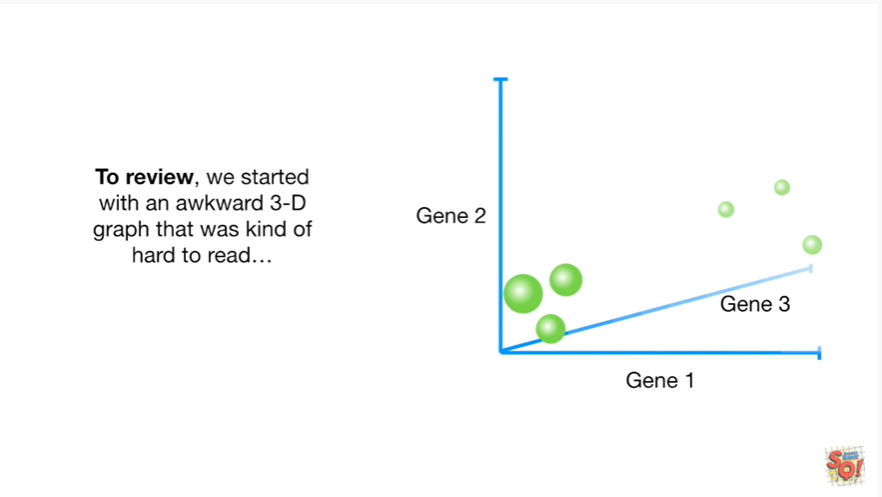 To review, we started
with an awkward 3-D
graph that was kind of
hard to read…
Gene 2
Gene 3
Gene 1
SQ!